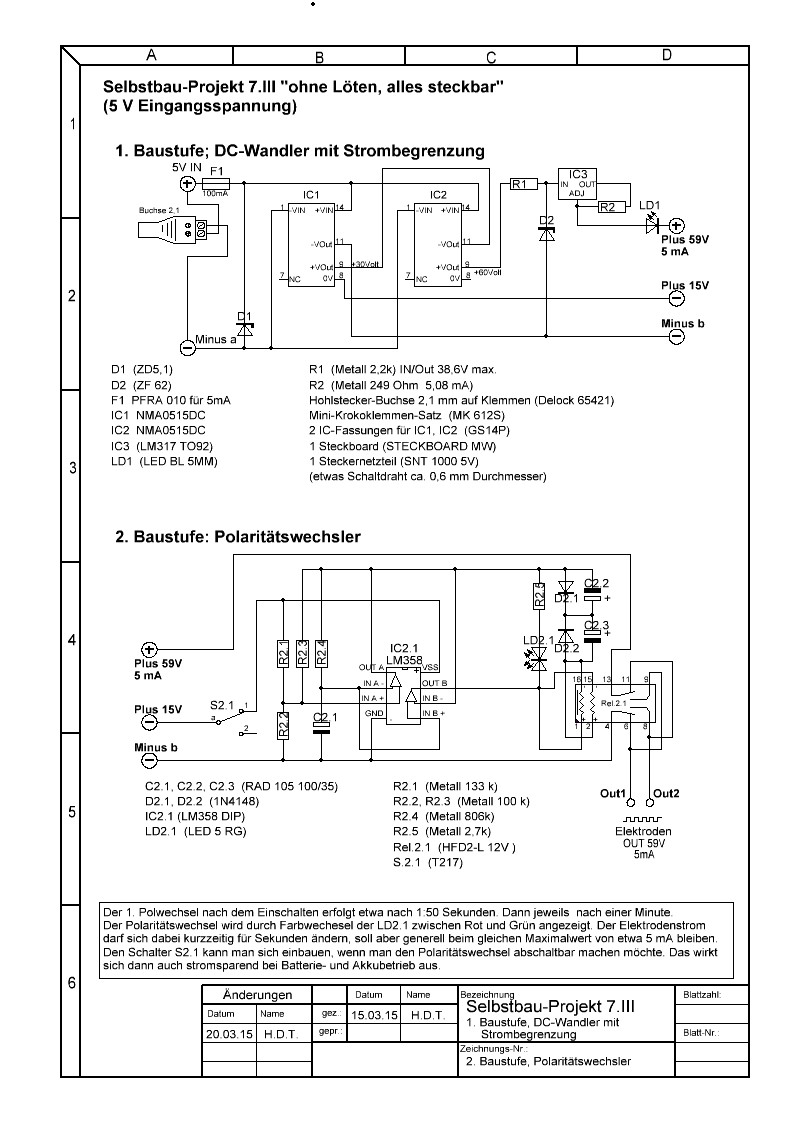 A B C D
1
2
3
4
5
6
Selbstbau-Projekt 7.III "ohne Löten, alles steckbar"
(5 V Eingangsspannung)
1. Baustufe; DC-Wandler mit Strombegrenzung
5V IN F1
100mA
Buchse 2,1
IC1
1 -VIN +VIN 14
-VOut 11
+VOut 9 +30Volt
7 NC 0V 8
IC2
1 -VIN +VIN 14
-VOut 11
+VOut 9 +60Volt
7 NC 0V 8
R1
IC3
IN OUT
ADJ
R2
LD1
D2
D1
Plus 59V
5 mA
Plus 15V
Minus b
Minus a
D1 (ZD5,1)
D2 (ZF 62)
F1 PFRA 010 für 5mA
IC1 NMA0515DC
IC2 NMA0515DC
IC3 (LM317 TO92)
LD1 (LED BL 5MM)
R1 (Metall 2,2k) IN/Out 38,6V max.
R2 (Metall 249 Ohm 5,08 mA)
Hohlstecker-Buchse 2,1 mm auf Klemmen (Delock 65421)
Mini-Krokoklemmen-Satz (MK 612S)
2 IC-Fassungen für IC1, IC2 (GS14P)
1 Steckboard (STECKBOARD MW)
1 Steckernetzteil (SNT 1000 5V)
(etwas Schaltdraht ca. 0,6 mm Durchmesser)
2. Baustufe: Polaritätswechsler
Plus 59V
5 mA
Plus 15V
Minus b
S2.1
a
1
2
R2.1
R2.3
R2.4
R2.2
C2.1
IC2.1
LM358
OUT A VSS
IN A - OUT B
IN A + IN B -
GND IN B +
R2.5
LD2.1
D2.1
D2.2
C2.2
+
C2.3
+
16 15 13 11 9
Rel.2.1
1 2 4 6 8
Out1 Out2
Elektroden
OUT 59V
5mA
C2.1, C2.2, C2.3 (RAD 105 100/35)
D2.1, D2.2 (1N4148)
IC2.1 (LM358 DIP)
LD2.1 (LED 5 RG)
R2.1 (Metall 133 k)
R2.2, R2.3 (Metall 100 k)
R2.4 (Metall 806k)
R2.5 (Metall 2,7k)
Rel.2.1 (HFD2-L 12V )
S.2.1 (T217)
Der 1. Polwechsel nach dem Einschalten erfolgt etwa nach 1:50 Sekunden. Dann jeweils nach einer Minute.
Der Polaritätswechsel wird durch Farbwechsel der LD2.1 zwischen Rot und Grün angezeigt. Der Elektrodenstrom
darf sich dabei kurzzeitig für Sekunden ändern, soll aber generell beim gleichen Maximalwert von etwa 5 mA bleiben.
Den Schalter S2.1 kann man sich einbauen, wenn man den Polaritätswechsel abschaltbar machen möchte. Das wirkt
sich dann auch stromsparend bei Batterie- und Akkubetrieb aus.
Änderungen
Datum Name
20.03.15 H.D.T.
Datum Name
gez.: 15.03.15 H.D.T.
gepr.:
Bezeichnung
Selbstbau-Projekt 7.III
1. Baustufe, DC-Wandler mit
Strombegrenzung
Zeichnungs-Nr.:
2. Baustufe, Polaritätswechsler
Blattzahl:
Blatt-Nr.: